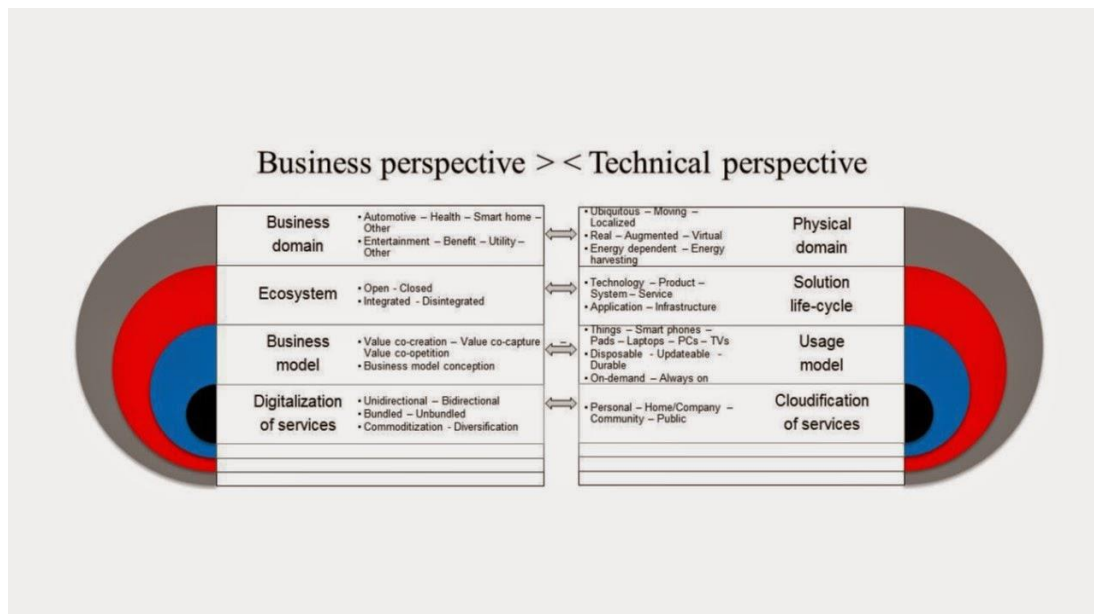 Business perspective > < Technical perspective
Business
domain
• Automotive – Health – Smart home –
Other
• Entertainment – Benefit – Utility –
Other
• Ubiquitous – Moving –
Localized
• Real – Augmented – Virtual
• Energy dependent – Energy
harvesting
Physical
domain
Ecosystem
• Open - Closed
• Integrated - Disintegrated
• Technology – Product –
System – Service
• Application – Infrastructure
Solution
life-cycle
Business
model
• Value co-creation – Value co-capture –
Value co-opetition
• Business model conception
• Things – Smart phones –
Pads – Laptops – PCs – TVs
• Disposable - Updateable -
Durable
• On-demand – Always on
Usage
model
Digitalization
of services
• Unidirectional – Bidirectional
• Bundled – Unbundled
• Commoditization - Diversification
• Personal – Home/Company –
Community – Public
Cloudification
of services